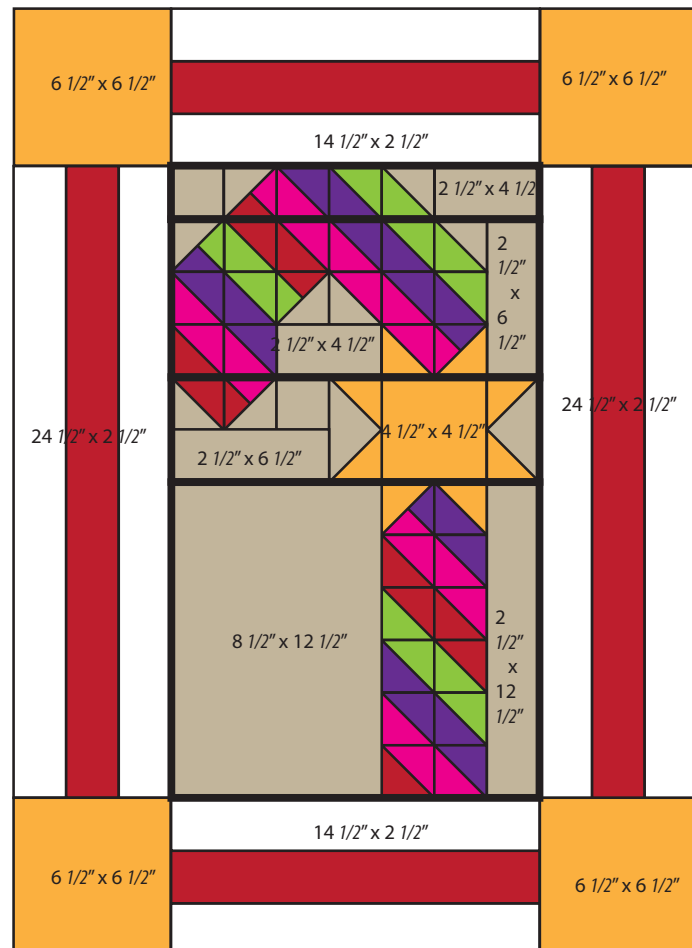 6 1/2” x 6 1/2”
6 1/2” x 6 1/2”
14 1/2” x 2 1/2”
2 1/2” x 4 1/2
2
1/2”
x
6
1/2”
2 1/2” x 4 1/2”
24 1/2” x 2 1/2”
4 1/2” x 4 1/2”
24 1/2” x 2 1/2”
2 1/2” x 6 1/2”
8 1/2” x 12 1/2”
2
1/2”
x
12
1/2”
14 1/2” x 2 1/2”
6 1/2” x 6 1/2”
6 1/2” x 6 1/2”